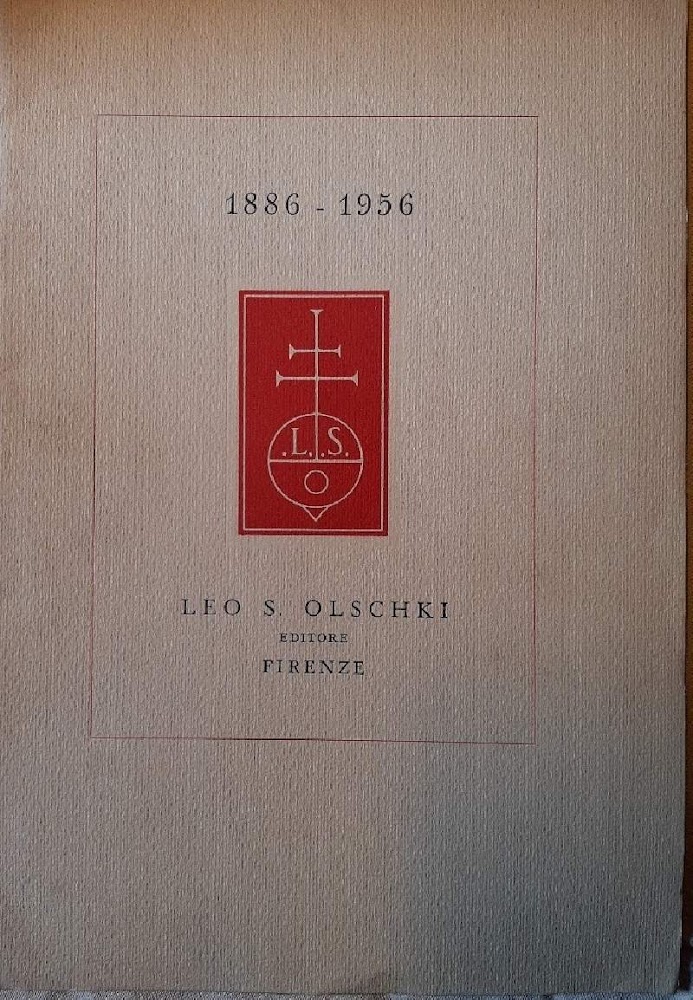 1886 - 1956
.L. .S.
LEO S. OLSCHKI
EDITORE
FIRENZE